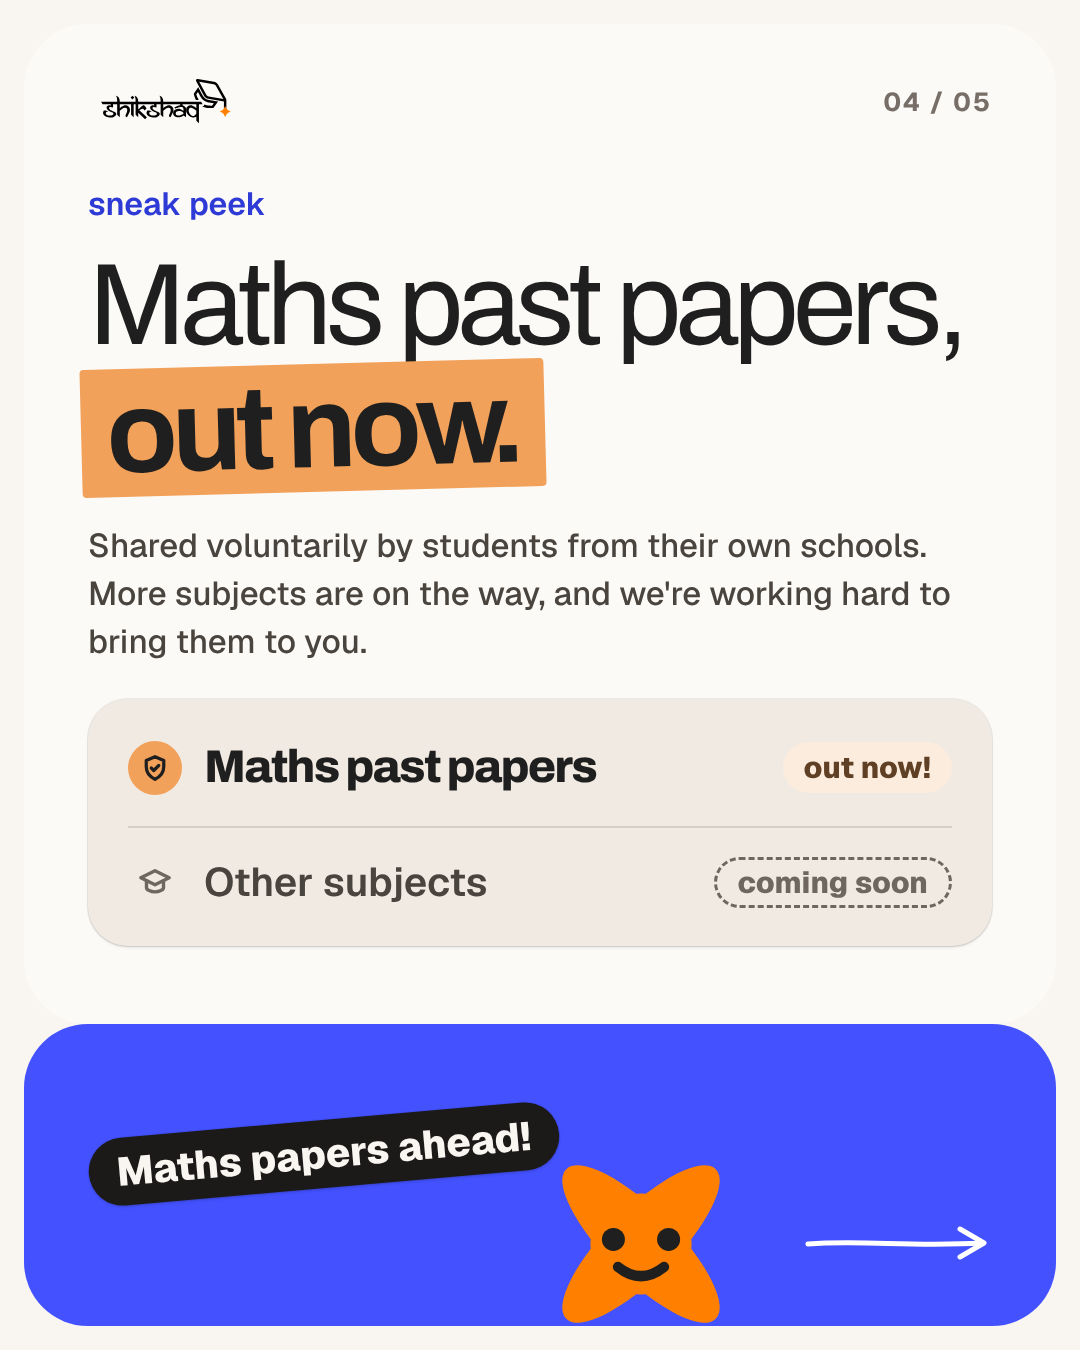 shikshaq
04 / 05
sneak peek
Maths past papers,
out now.
Shared voluntarily by students from their own schools.
More subjects are on the way, and we're working hard to
bring them to you.
Maths past papers
out now!
Other subjects
coming soon
Maths papers ahead!